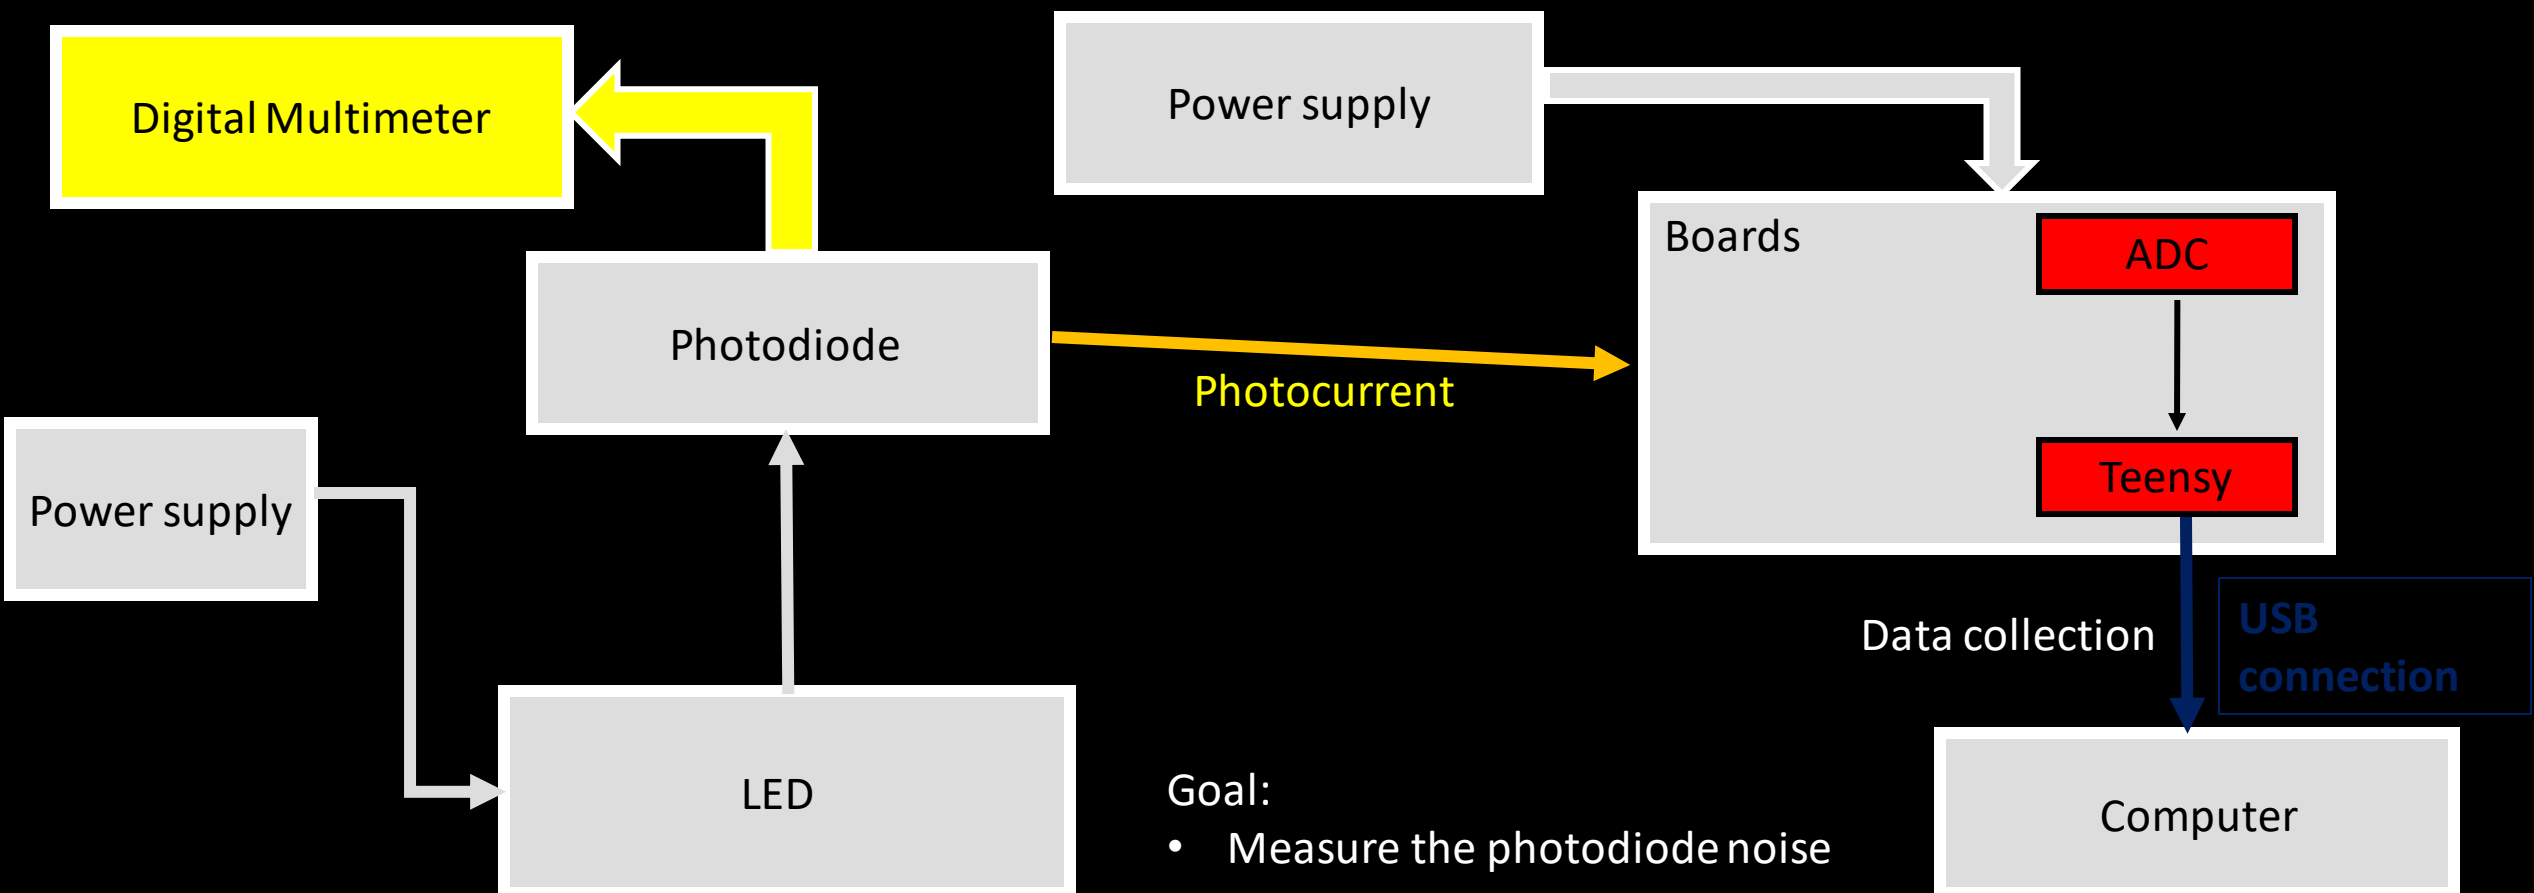 Digital Multimeter
Power supply
Boards
ADC
Photodiode
Photocurrent
Teensy
Power supply
USB
connection
Data collection
LED
Goal:
• Measure the photodiode noise
Computer